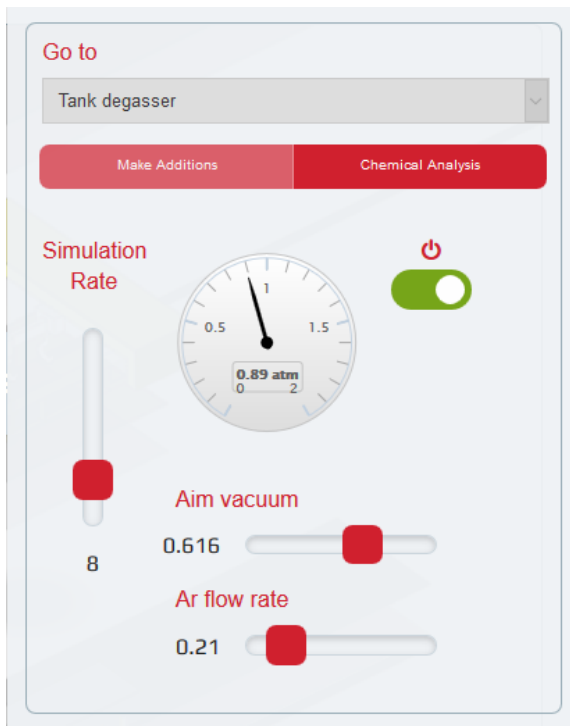 Go to
Tank degasser
Make Additions
Chemical Analysis
Simulation
Rate
1
0.5
1.5
0.89 atm
0
2
Aim vacuum
0.616
8
Ar flow rate
0.21